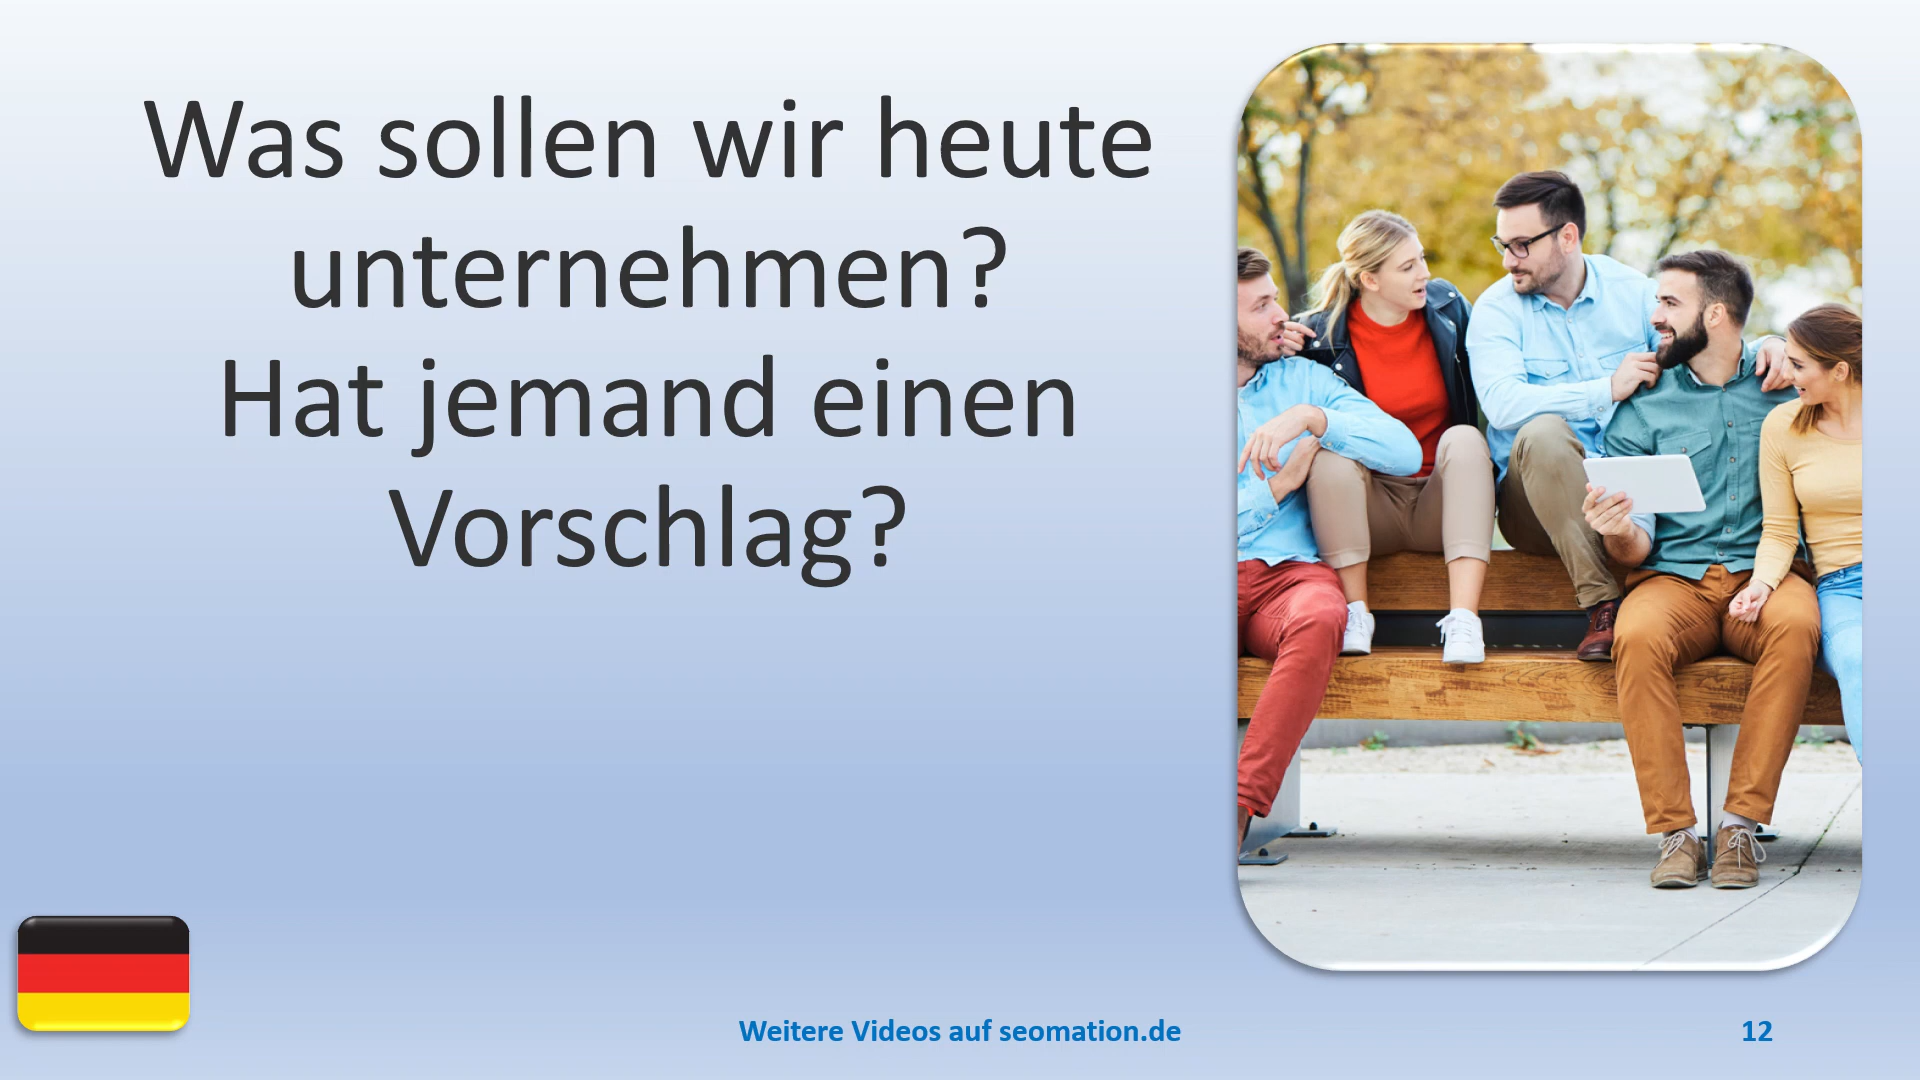 Was sollen wir heute
unternehmen?
Hat jemand einen
Vorschlag?
Weitere Videos auf seomation.de
12